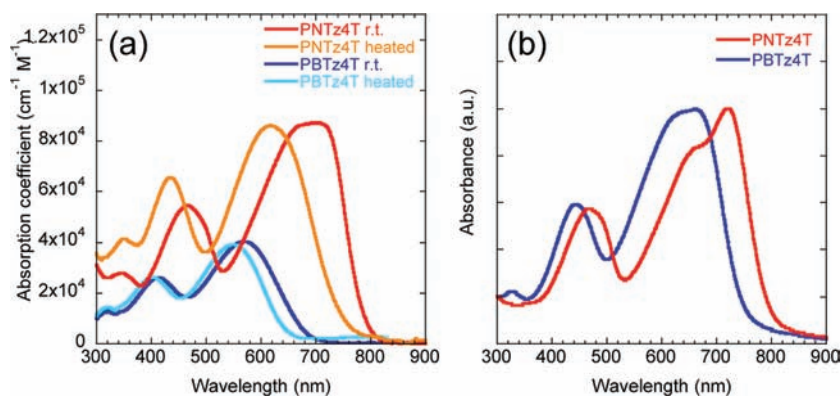 (a)
PNTz4T r.t.
PNTz4T heated
PBTz4T r.t.
PBTz4T heated
Absorption coefficient (cm⁻¹ M⁻¹)
12x10⁵
1x10⁵
8x10⁴
6x10⁴
4x10⁴
2x10⁴
0
300 400 500 600 700 800 900
Wavelength (nm)
(b)
PNTz4T
PBTz4T
Absorbance (a.u.)
300 400 500 600 700 800 900
Wavelength (nm)